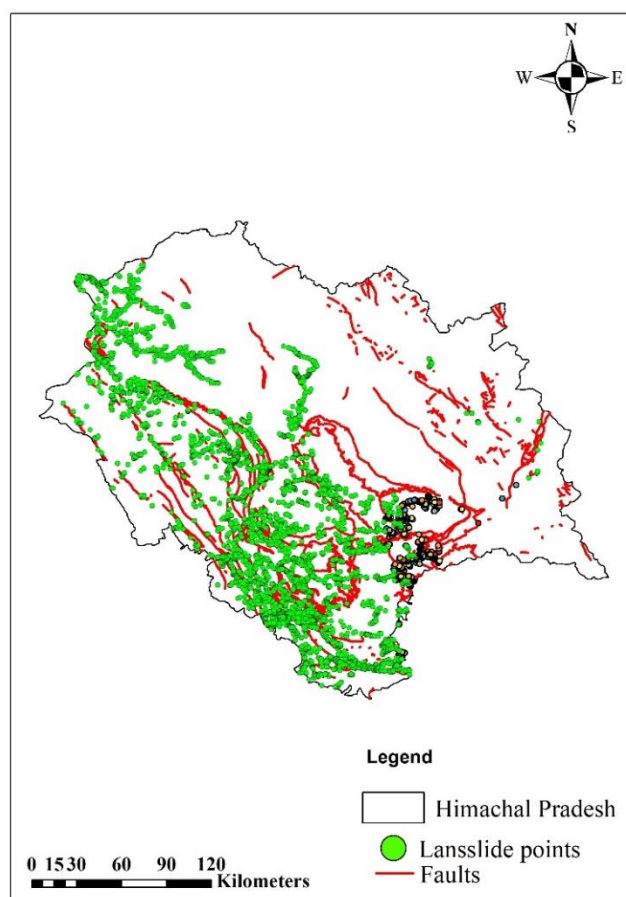 N
W E
S
Legend
Himachal Pradesh
Lansslide points
Faults
0 15 30 60 90 120
Kilometers